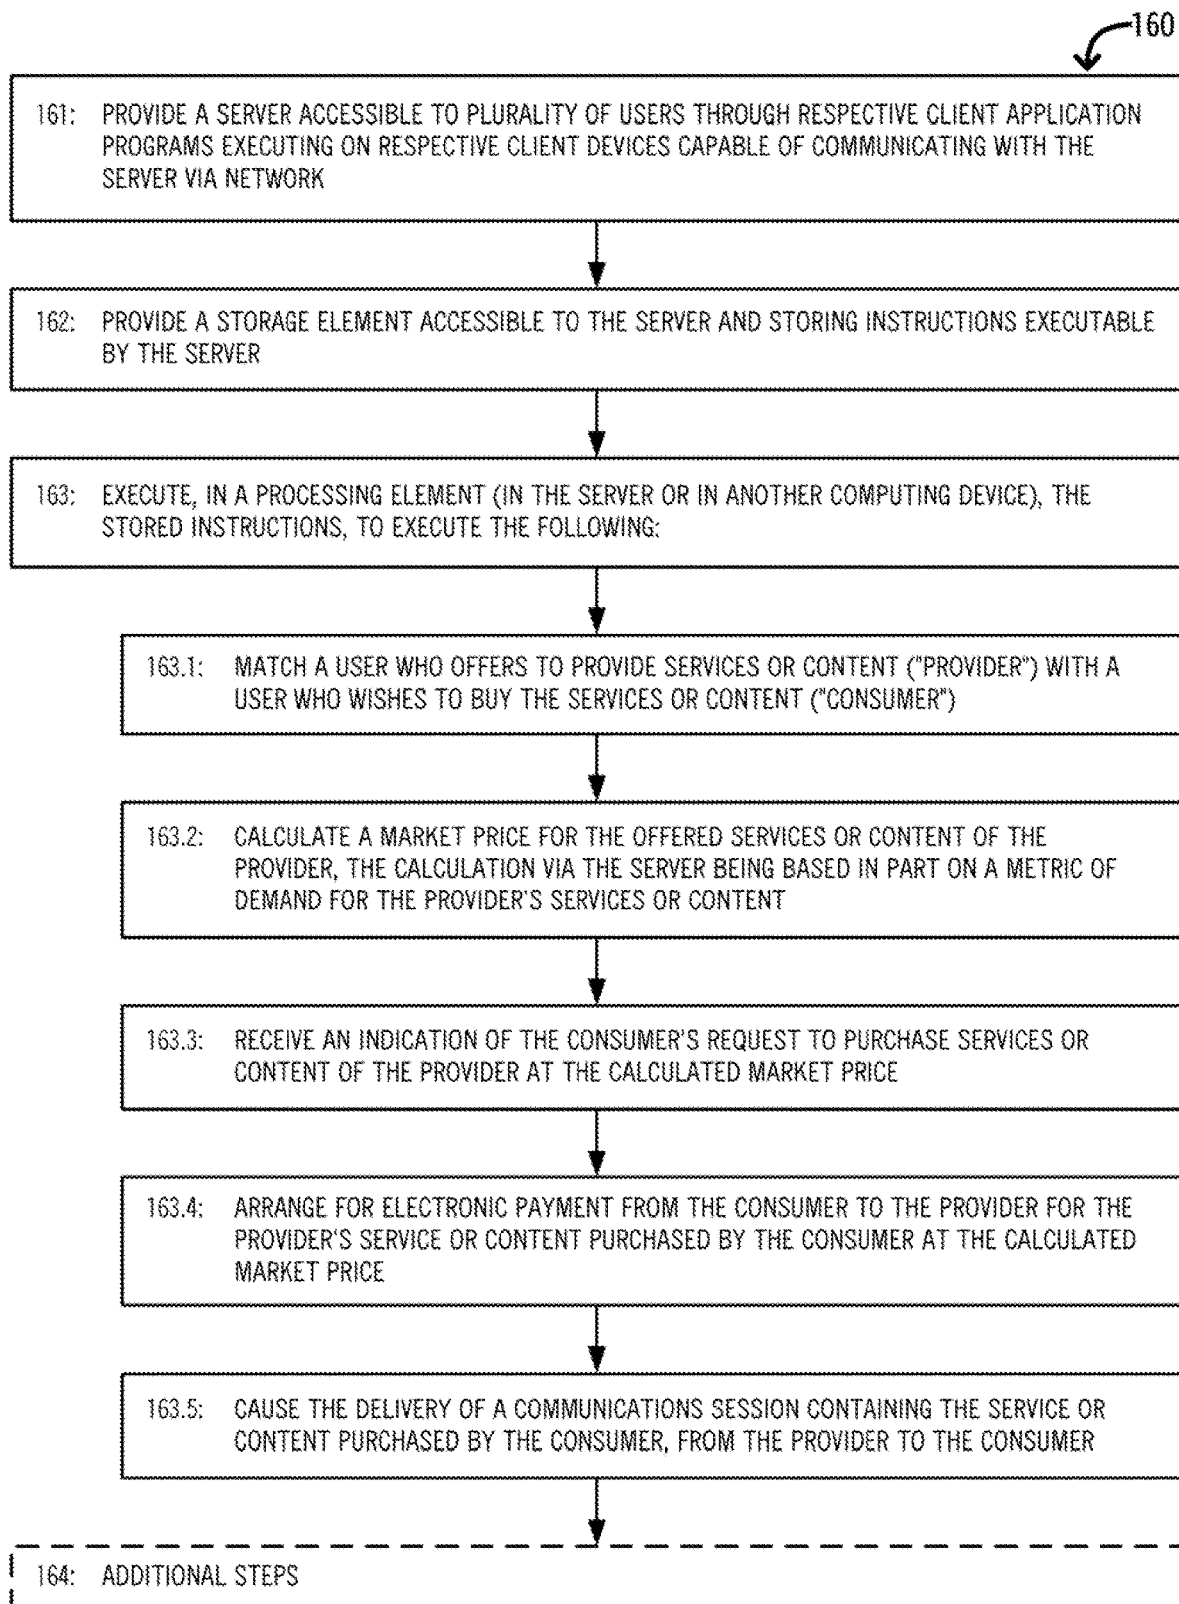 160
161: PROVIDE A SERVER ACCESSIBLE TO PLURALITY OF USERS THROUGH RESPECTIVE CLIENT APPLICATION
PROGRAMS EXECUTING ON RESPECTIVE CLIENT DEVICES CAPABLE OF COMMUNICATING WITH THE
SERVER VIA NETWORK
162: PROVIDE A STORAGE ELEMENT ACCESSIBLE TO THE SERVER AND STORING INSTRUCTIONS EXECUTABLE
BY THE SERVER
163: EXECUTE, IN A PROCESSING ELEMENT (IN THE SERVER OR IN ANOTHER COMPUTING DEVICE), THE
STORED INSTRUCTIONS, TO EXECUTE THE FOLLOWING:
163.1: MATCH A USER WHO OFFERS TO PROVIDE SERVICES OR CONTENT ("PROVIDER") WITH A
USER WHO WISHES TO BUY THE SERVICES OR CONTENT ("CONSUMER")
163.2: CALCULATE A MARKET PRICE FOR THE OFFERED SERVICES OR CONTENT OF THE
PROVIDER, THE CALCULATION VIA THE SERVER BEING BASED IN PART ON A METRIC OF
DEMAND FOR THE PROVIDER'S SERVICES OR CONTENT
163.3: RECEIVE AN INDICATION OF THE CONSUMER'S REQUEST TO PURCHASE SERVICES OR
CONTENT OF THE PROVIDER AT THE CALCULATED MARKET PRICE
163.4: ARRANGE FOR ELECTRONIC PAYMENT FROM THE CONSUMER TO THE PROVIDER FOR THE
PROVIDER'S SERVICE OR CONTENT PURCHASED BY THE CONSUMER AT THE CALCULATED
MARKET PRICE
163.5: CAUSE THE DELIVERY OF A COMMUNICATIONS SESSION CONTAINING THE SERVICE OR
CONTENT PURCHASED BY THE CONSUMER, FROM THE PROVIDER TO THE CONSUMER
164: ADDITIONAL STEPS